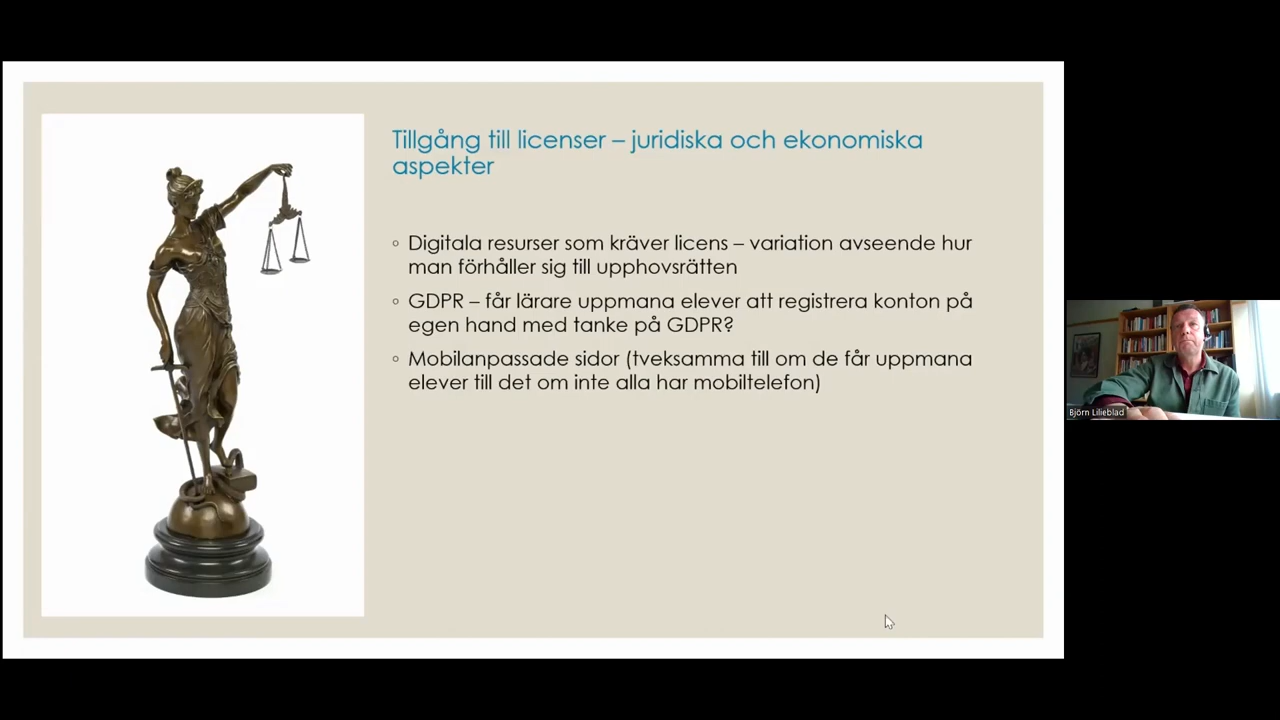 Tillgång till licenser – juridiska och ekonomiska
aspekter
◦ Digitala resurser som kräver licens – variation avseende hur
man förhåller sig till upphovsrätten
◦ GDPR – får lärare uppmana elever att registrera konton på
egen hand med tanke på GDPR?
◦ Mobilanpassade sidor (tveksamma till om de får uppmana
elever till det om inte alla har mobiltelefon)
Björn Lilieblad